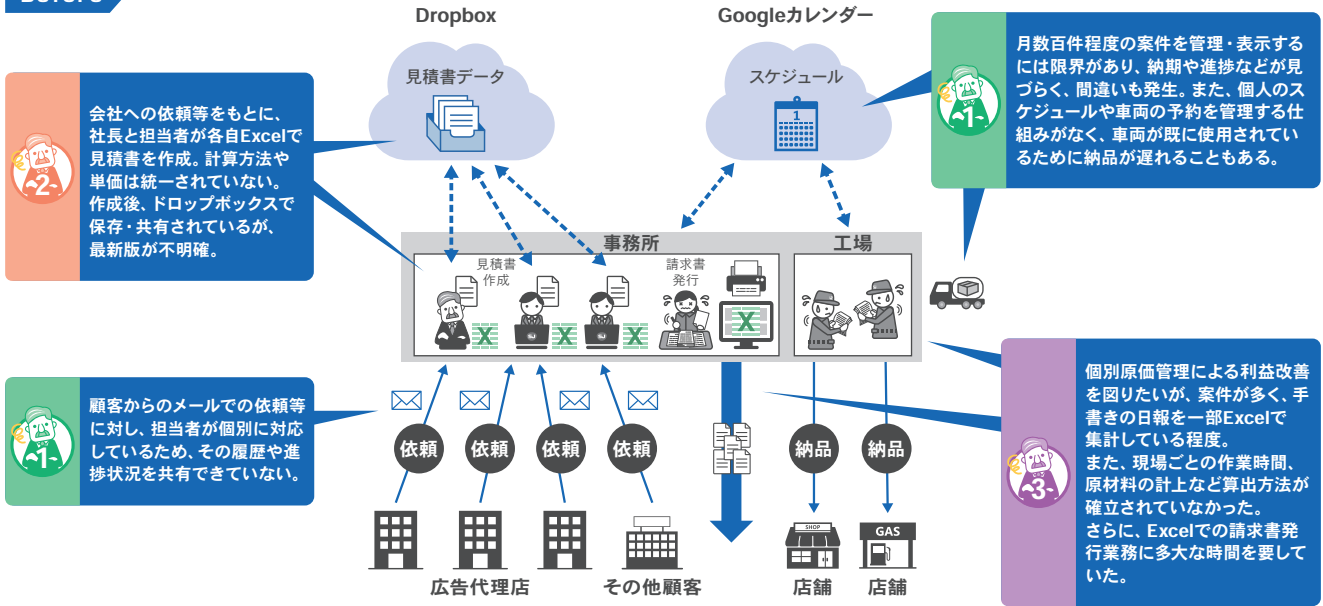 Dropbox
Googleカレンダー
見積書データ
スケジュール
1
会社への依頼等をもとに、
社長と担当者が各自Excelで
見積書を作成。計算方法や
単価は統一されていない。
作成後、ドロップボックスで
保存・共有されているが、
最新版が不明確。
-2-
月数百件程度の案件を管理・表示する
には限界があり、納期や進捗などが見
づらく、間違いも発生。また、個人のス
ケジュールや車両の予約を管理する仕
組みがなく、車両が既に使用されてい
るために納品が遅れることもある。
-1-
事務所
工場
見積書
作成
請求書
発行
X
X
X
X
顧客からのメールでの依頼等
に対し、担当者が個別に対応
しているため、その履歴や進
捗状況を共有できていない。
-1-
依頼
依頼
依頼
依頼
納品
納品
個別原価管理による利益改善
を図りたいが、案件が多く、手
書きの日報を一部Excelで
集計している程度。
また、現場ごとの作業時間、
原材料の計上など算出方法が
確立されていなかった。
さらに、Excelでの請求書発
行業務に多大な時間を要して
いた。
-3-
SHOP
GAS
広告代理店
その他顧客
店舗
店舗